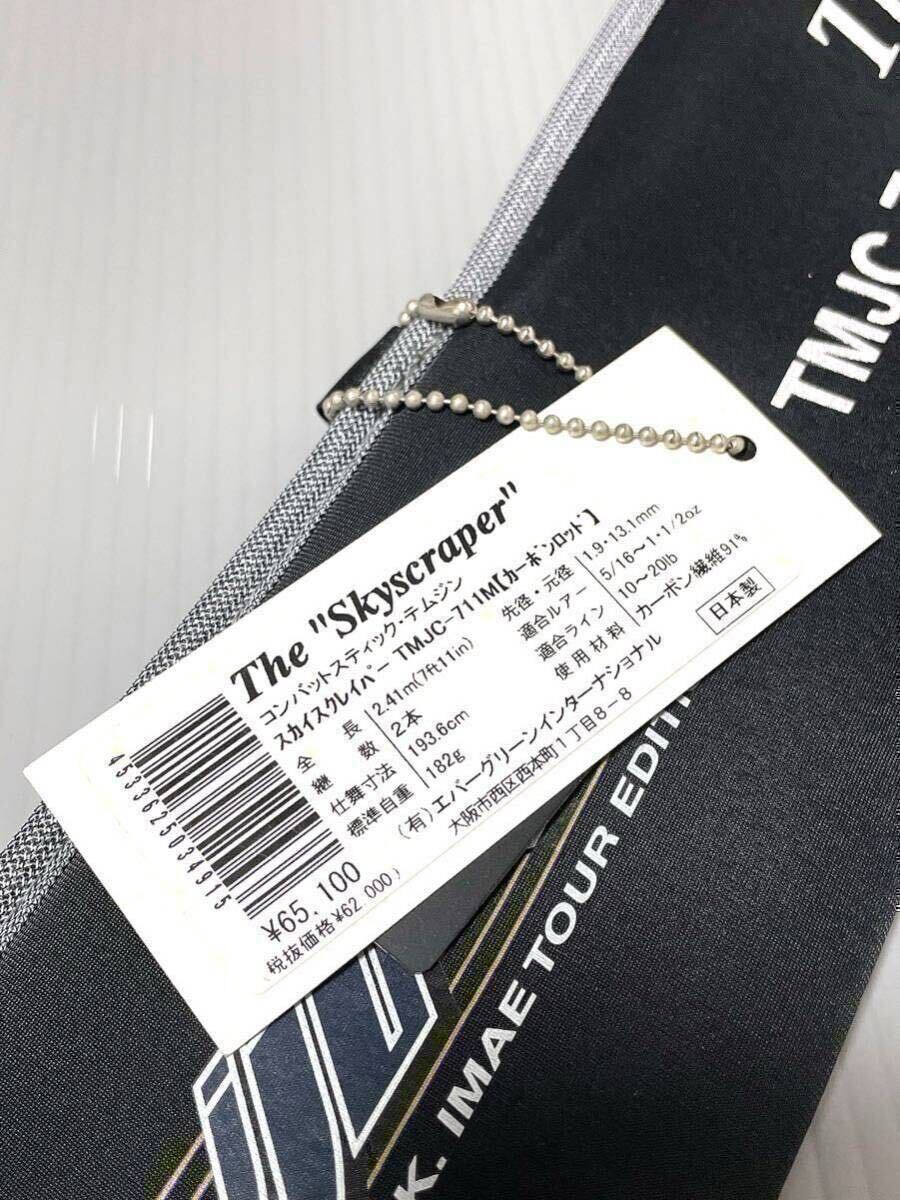 The "Skyscraper"
コンバットスティック・テムジン
スカイスクレイパー TMJC-711M【カーボンロッド】
全長 2.41m(7ft11in)
継数 2本
仕舞寸法 193.6cm
標準自重 182g
先径・元径 1.9・13.1mm
適合ルアー 5/16〜1・1/2oz
適合ライン 10〜20lb
使用材料 カーボン繊維91%
(有)エバーグリーンインターナショナル
大阪市西区西本町1丁目8-8
日本製
4533625034915
¥65,100
(税抜価格¥62,000)
TMJC
K. IMAE TOUR EDIT